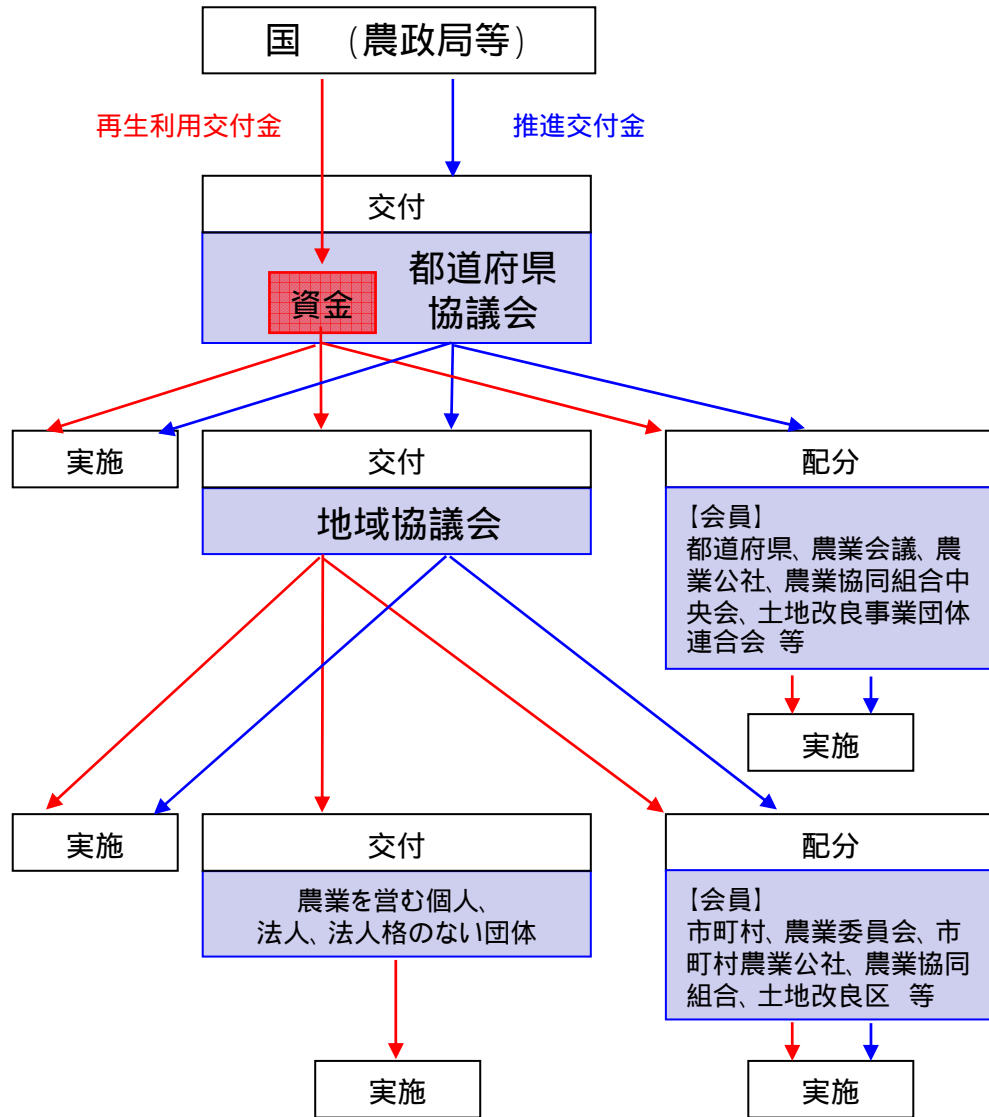 国　（農政局等）
再生利用交付金
推進交付金
交付
資金
都道府県
協議会
実施
交付
地域協議会
配分
【会員】
都道府県、農業会議、農
業公社、農業協同組合中
央会、土地改良事業団体
連合会 等
実施
実施
交付
農業を営む個人、
法人、法人格のない団体
配分
【会員】
市町村、農業委員会、市
町村農業公社、農業協同
組合、土地改良区　等
実施
実施